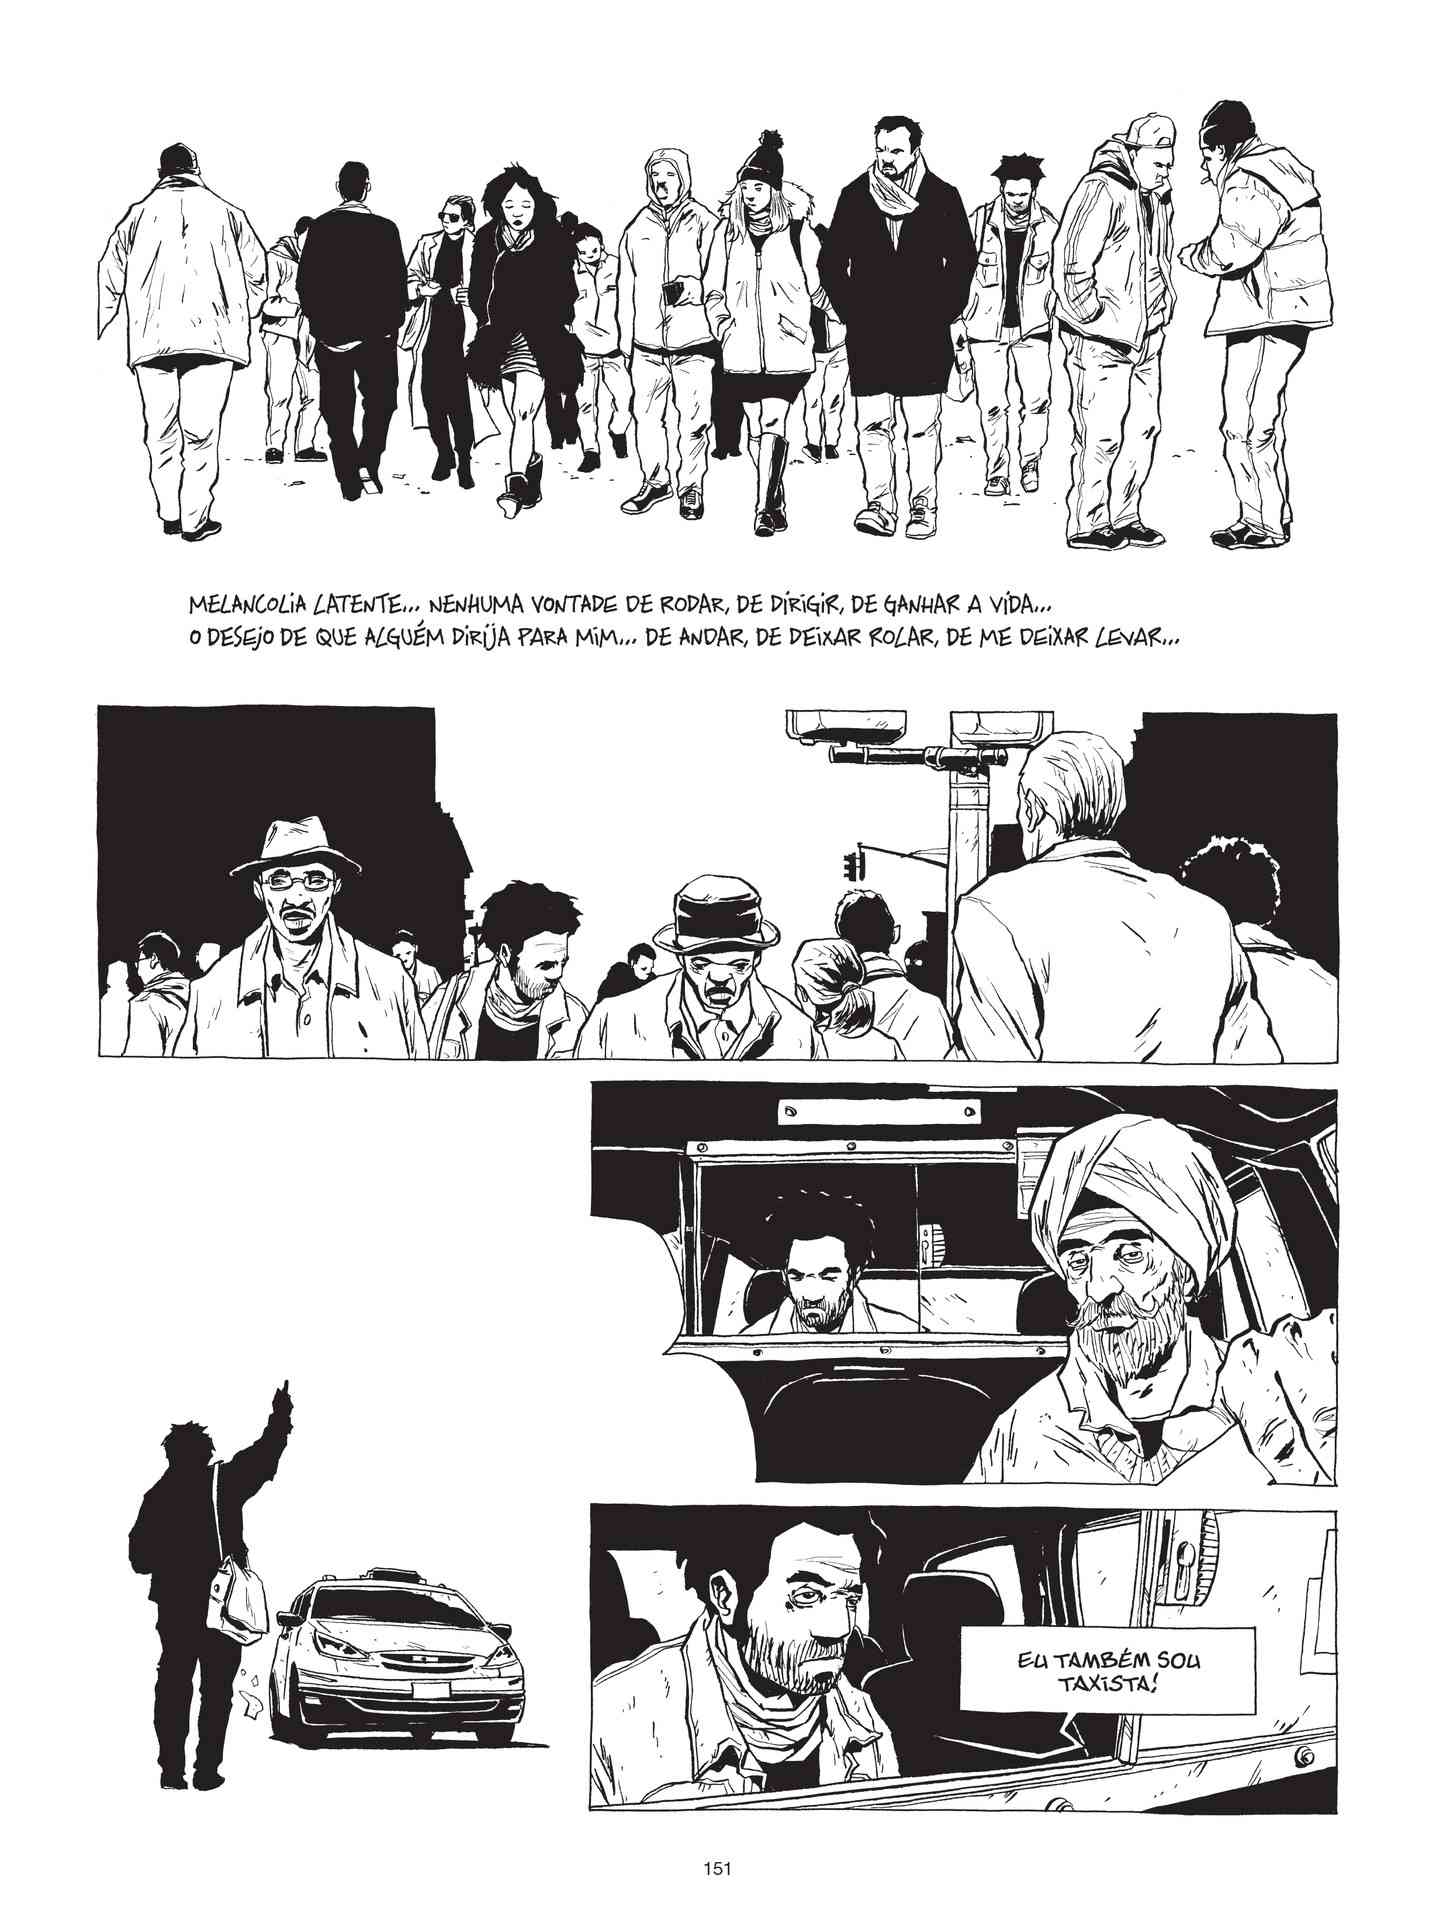 MELANCOLIA LATENTE... NENHUMA VONTADE DE RODAR, DE DIRIGIR, DE GANHAR A VIDA...
O DESEJO DE QUE ALGUÉM DIRIJA PARA MIM... DE ANDAR, DE DEIXAR ROLAR, DE ME DEIXAR LEVAR...
EU TAMBÉM SOU
TAXISTA!
151